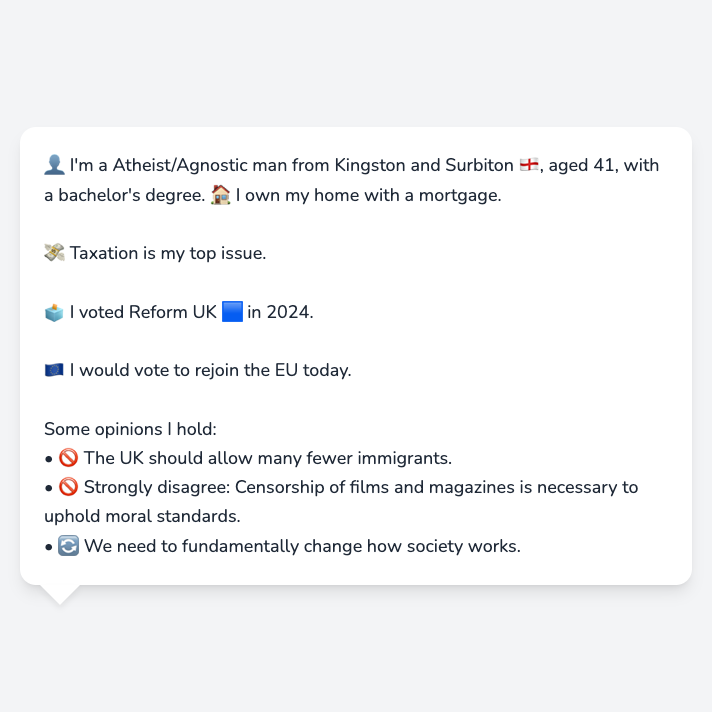 👤 I'm a Atheist/Agnostic man from Kingston and Surbiton 🏴󠁧󠁢󠁥󠁮󠁧󠁿, aged 41, with
a bachelor's degree. 🏠 I own my home with a mortgage.
💸 Taxation is my top issue.
🗳️ I voted Reform UK 🟦 in 2024.
🇪🇺 I would vote to rejoin the EU today.
Some opinions I hold:
• 🚫 The UK should allow many fewer immigrants.
• 🚫 Strongly disagree: Censorship of films and magazines is necessary to
uphold moral standards.
• 🔄 We need to fundamentally change how society works.